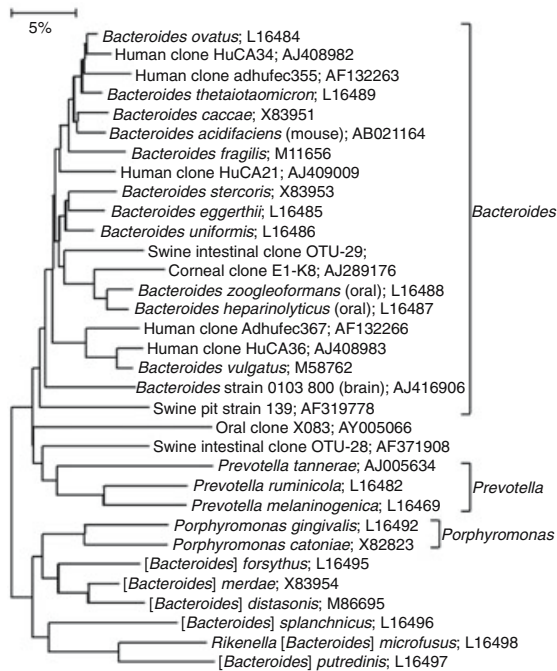 5%
Bacteroides ovatus; L16484
Human clone HuCA34; AJ408982
Human clone adhufec355; AF132263
Bacteroides thetaiotaomicron; L16489
Bacteroides caccae; X83951
Bacteroides acidifaciens (mouse); AB021164
Bacteroides fragilis; M11656
Human clone HuCA21; AJ409009
Bacteroides stercoris; X83953
Bacteroides eggerthii; L16485
Bacteroides uniformis; L16486
Swine intestinal clone OTU-29;
Corneal clone E1-K8; AJ289176
Bacteroides zoogleoformans (oral); L16488
Bacteroides heparinolyticus (oral); L16487
Human clone Adhufec367; AF132266
Human clone HuCA36; AJ408983
Bacteroides vulgatus; M58762
Bacteroides strain 0103 800 (brain); AJ416906
Swine pit strain 139; AF319778
Bacteroides
Oral clone X083; AY005066
Swine intestinal clone OTU-28; AF371908
Prevotella tannerae; AJ005634
Prevotella ruminicola; L16482
Prevotella melaninogenica; L16469
Prevotella
Porphyromonas gingivalis; L16492
Porphyromonas catoniae; X82823
Porphyromonas
[Bacteroides] forsythus; L16495
[Bacteroides] merdae; X83954
[Bacteroides] distasonis; M86695
[Bacteroides] splanchnicus; L16496
Rikenella [Bacteroides] microfusus; L16498
[Bacteroides] putredinis; L16497